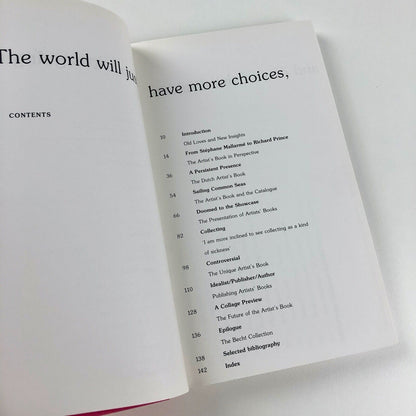 The world will ju
have more choices,
CONTENTS
10 Introduction
Old Loves and New Insights
14 From Stéphane Mallarmé to Richard Prince
The Artist's Book in Perspective
36 A Persistent Presence
The Dutch Artist's Book
54 Sailing Common Seas
The Artist's Book and the Catalogue
66 Doomed to the Showcase
The Presentation of Artists' Books
82 Collecting
'I am more inclined to see collecting as a kind
of sickness'
98 Controversial
The Unique Artist's Book
110 Idealist/Publisher/Author
Publishing Artists' Books
128 A Collage Preview
The Future of the Artist's Book
136 Epilogue
The Becht Collection
138 Selected bibliography
142 Index